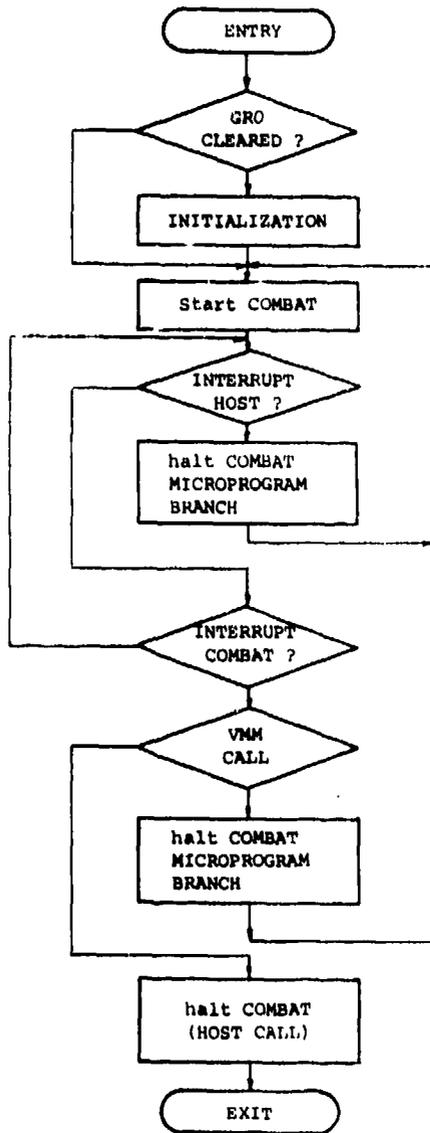 ENTRY
GRO
CLEARED ?
INITIALIZATION
Start COMBAT
INTERRUPT
HOST ?
halt COMBAT
MICROPROGRAM
BRANCH
INTERRUPT
COMBAT ?
VMM
CALL
halt COMBAT
MICROPROGRAM
BRANCH
halt COMBAT
(HOST CALL)
EXIT